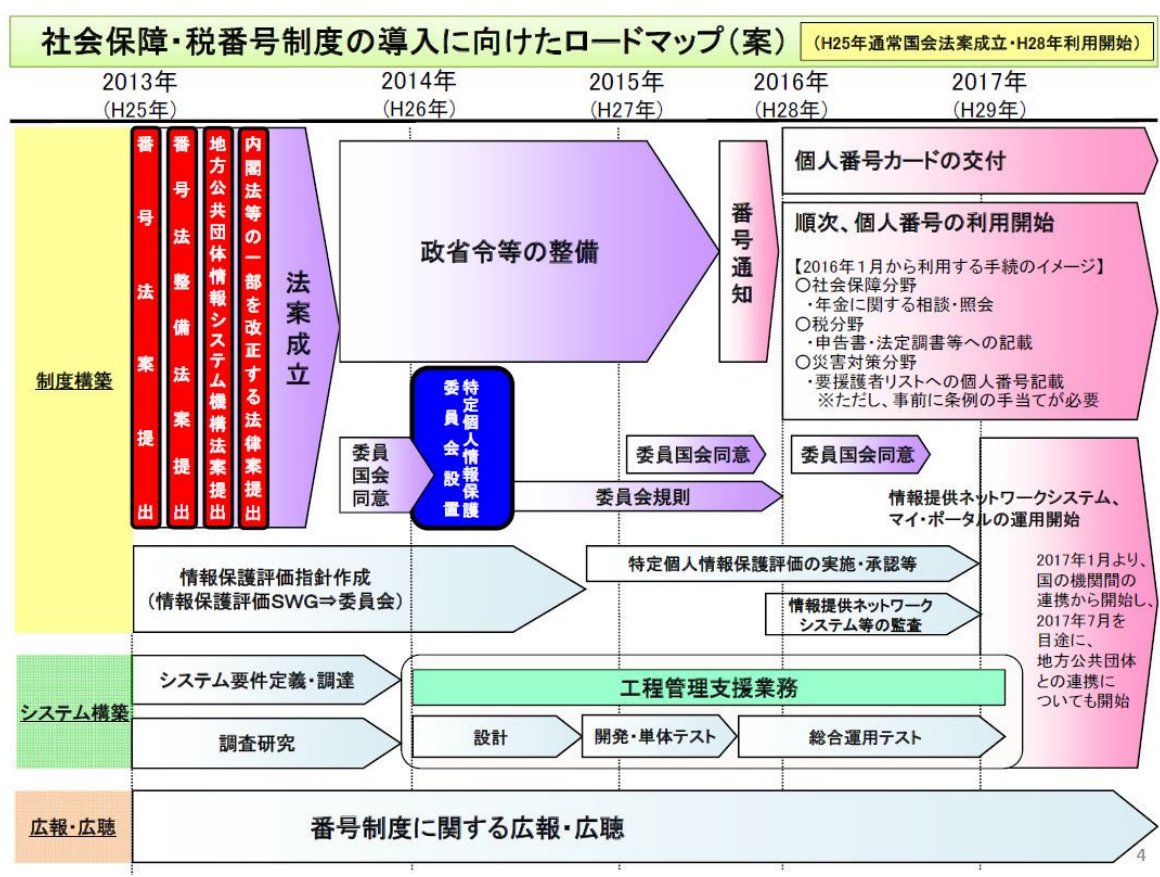 社会保障・税番号制度の導入に向けたロードマップ（案）
（H25年通常国会法案成立・H28年利用開始）
2013年
（H25年）
2014年
（H26年）
2015年
（H27年）
2016年
（H28年）
2017年
（H29年）
制度構築
番号法案提出
番号法整備法案提出
地方公共団体情報システム機構法案提出
内閣法等の一部を改正する法律案提出
法案成立
政省令等の整備
番号通知
個人番号カードの交付
順次、個人番号の利用開始
【2016年1月から利用する手続のイメージ】
○社会保障分野
・年金に関する相談・照会
○税分野
・申告書・法定調書等への記載
○災害対策分野
・要援護者リストへの個人番号記載
※ただし、事前に条例の手当てが必要
委員
国会
同意
特定個人情報保護
委員会設置
委員国会同意
委員国会同意
委員会規則
情報提供ネットワークシステム、
マイ・ポータルの運用開始
2017年1月より、
国の機関間の
連携から開始し、
2017年7月を
目途に、
地方公共団体
との連携に
ついても開始
情報保護評価指針作成
（情報保護評価SWG⇒委員会）
特定個人情報保護評価の実施・承認等
情報提供ネットワーク
システム等の監査
システム構築
システム要件定義・調達
調査研究
工程管理支援業務
設計
開発・単体テスト
総合運用テスト
広報・広聴
番号制度に関する広報・広聴
4